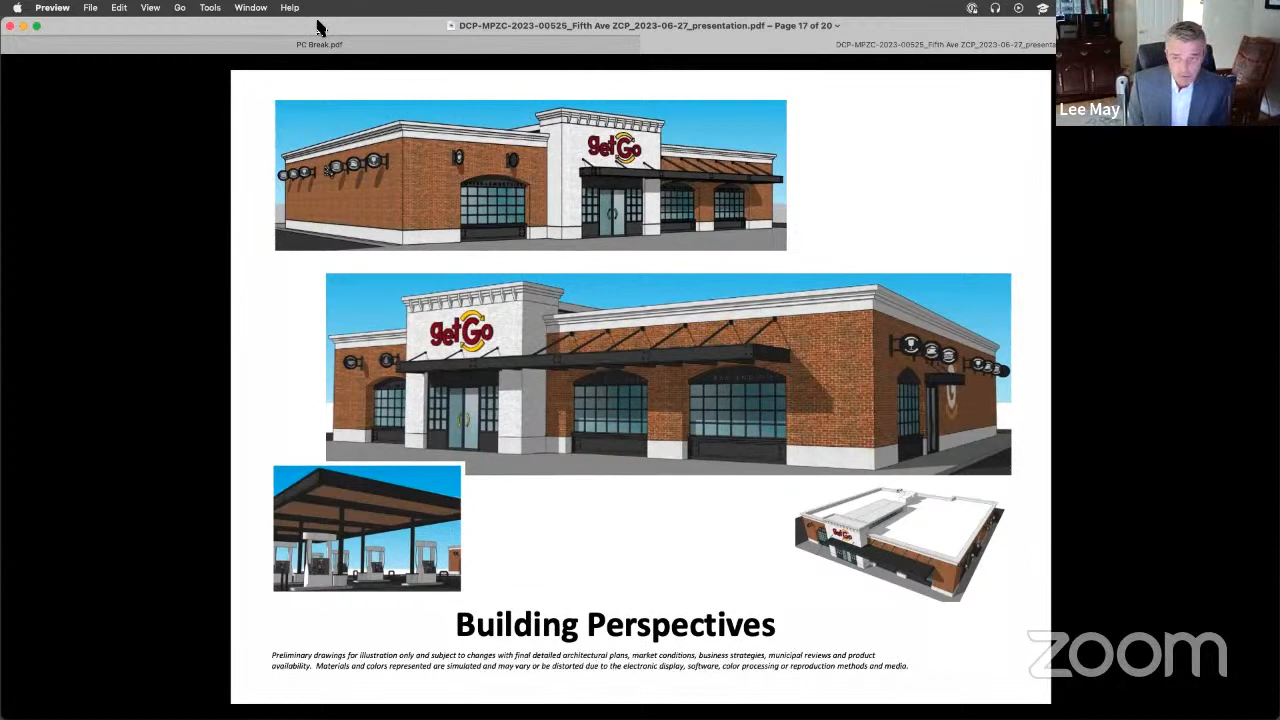 Preview File Edit View Go Tools Window Help
DCP-MPZC-2023-00525_Fifth Ave ZCP_2023-06-27_presentation.pdf – Page 17 of 20
PC Break.pdf
DCP-MPZC-2023-00525_Fifth Ave ZCP_2023-06-27_presenta
Lee May
getGo
getGo
getGo
Building Perspectives
Preliminary drawings for illustration only and subject to changes with final detailed architectural plans, market conditions, business strategies, municipal reviews and product
availability. Materials and colors represented are simulated and may vary or be distorted due to the electronic display, software, color processing or reproduction methods and media.
zoom